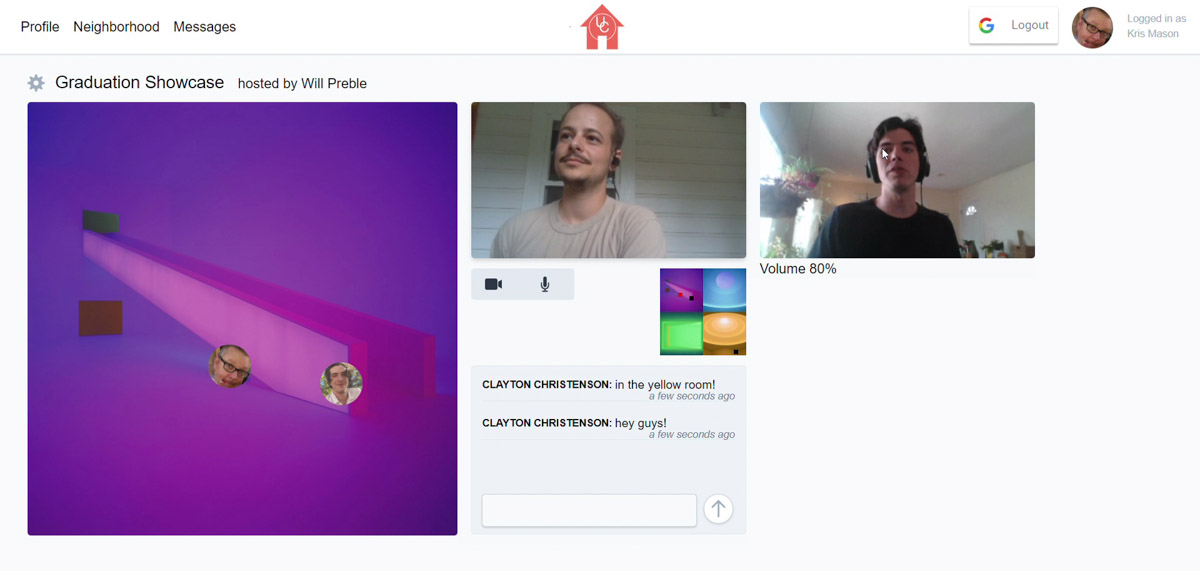 Profile Neighborhood Messages
UC
Logout
Logged in as
Kris Mason
Graduation Showcase hosted by Will Preble
Volume 80%
CLAYTON CHRISTENSON: in the yellow room!
a few seconds ago
CLAYTON CHRISTENSON: hey guys!
a few seconds ago